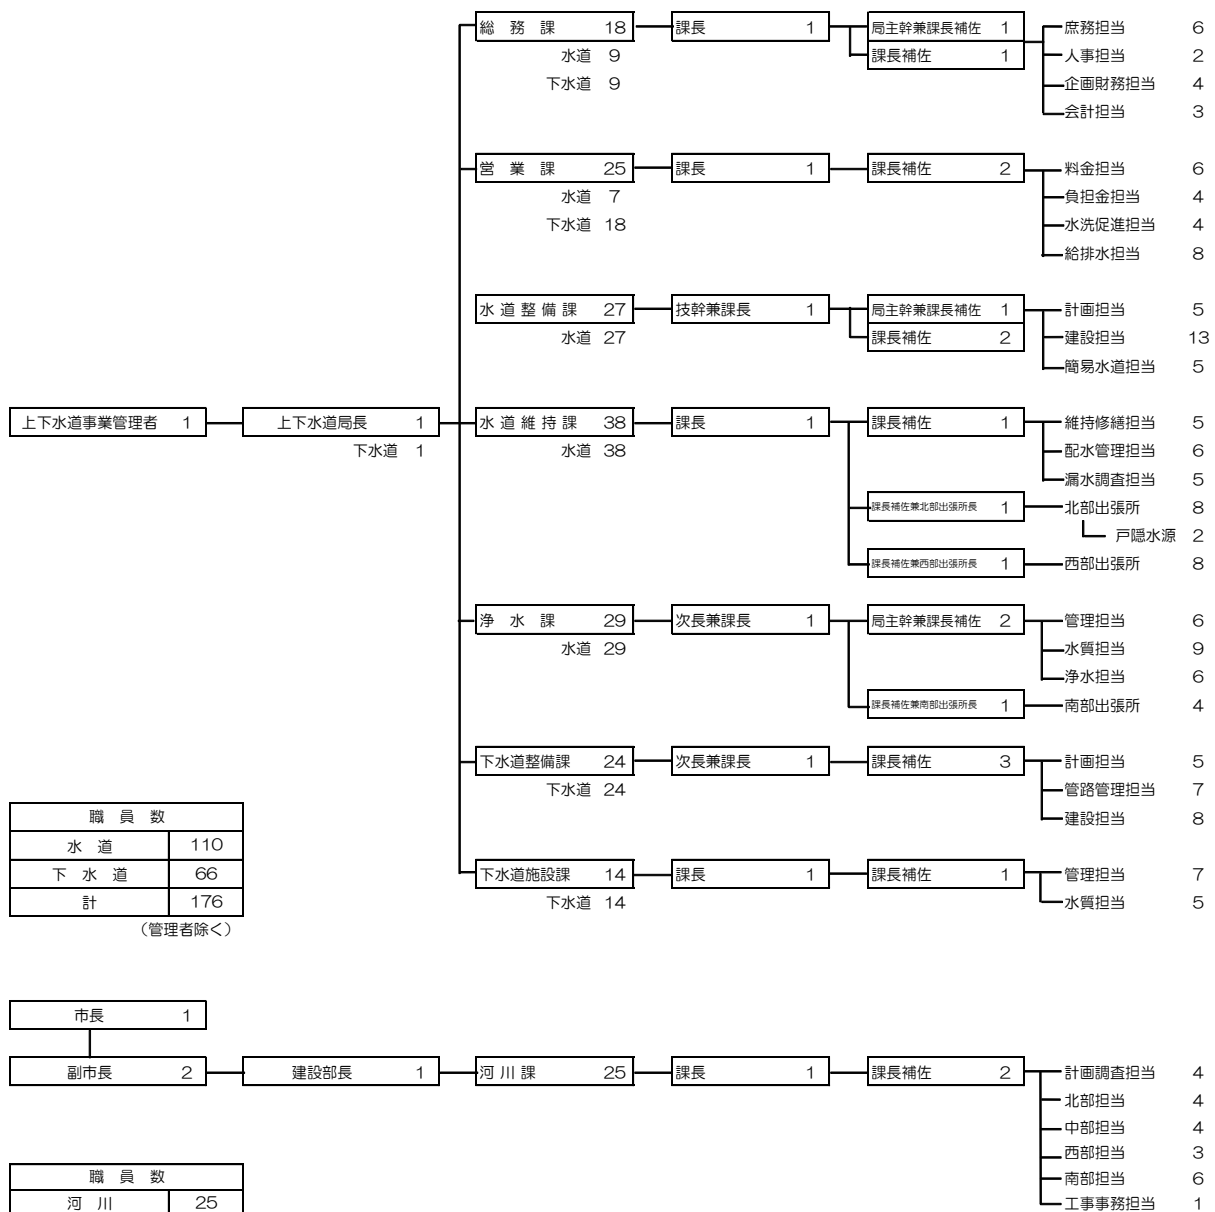 総務課 18 課長 1 局主幹兼課長補佐 1 庶務担当 6
水道 9 課長補佐 1 人事担当 2
下水道 9 企画財務担当 4
会計担当 3
営業課 25 課長 1 課長補佐 2 料金担当 6
水道 7 負担金担当 4
下水道 18 水洗促進担当 4
給排水担当 8
水道整備課 27 技幹兼課長 1 局主幹兼課長補佐 1 計画担当 5
水道 27 課長補佐 2 建設担当 13
簡易水道担当 5
上下水道事業管理者 1 上下水道局長 1 水道維持課 38 課長 1 課長補佐 1 維持修繕担当 5
下水道 1 水道 38 配水管理担当 6
漏水調査担当 5
課長補佐兼北部出張所長 1 北部出張所 8
戸隠水源 2
課長補佐兼西部出張所長 1 西部出張所 8
浄水課 29 次長兼課長 1 局主幹兼課長補佐 2 管理担当 6
水道 29 水質担当 9
浄水担当 6
課長補佐兼南部出張所長 1 南部出張所 4
下水道整備課 24 次長兼課長 1 課長補佐 3 計画担当 5
下水道 24 管路管理担当 7
建設担当 8
職員数
水道 110
下水道 66
計 176
（管理者除く）
下水道施設課 14 課長 1 課長補佐 1 管理担当 7
下水道 14 水質担当 5
市長 1
副市長 2 建設部長 1 河川課 25 課長 1 課長補佐 2 計画調査担当 4
北部担当 4
中部担当 4
西部担当 3
南部担当 6
工事事務担当 1
職員数
河川 25